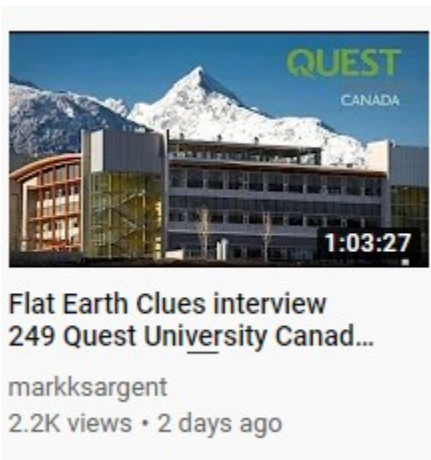 QUEST
CANADA
1:03:27
Flat Earth Clues interview
249 Quest University Canad...
markksargent
2.2K views • 2 days ago